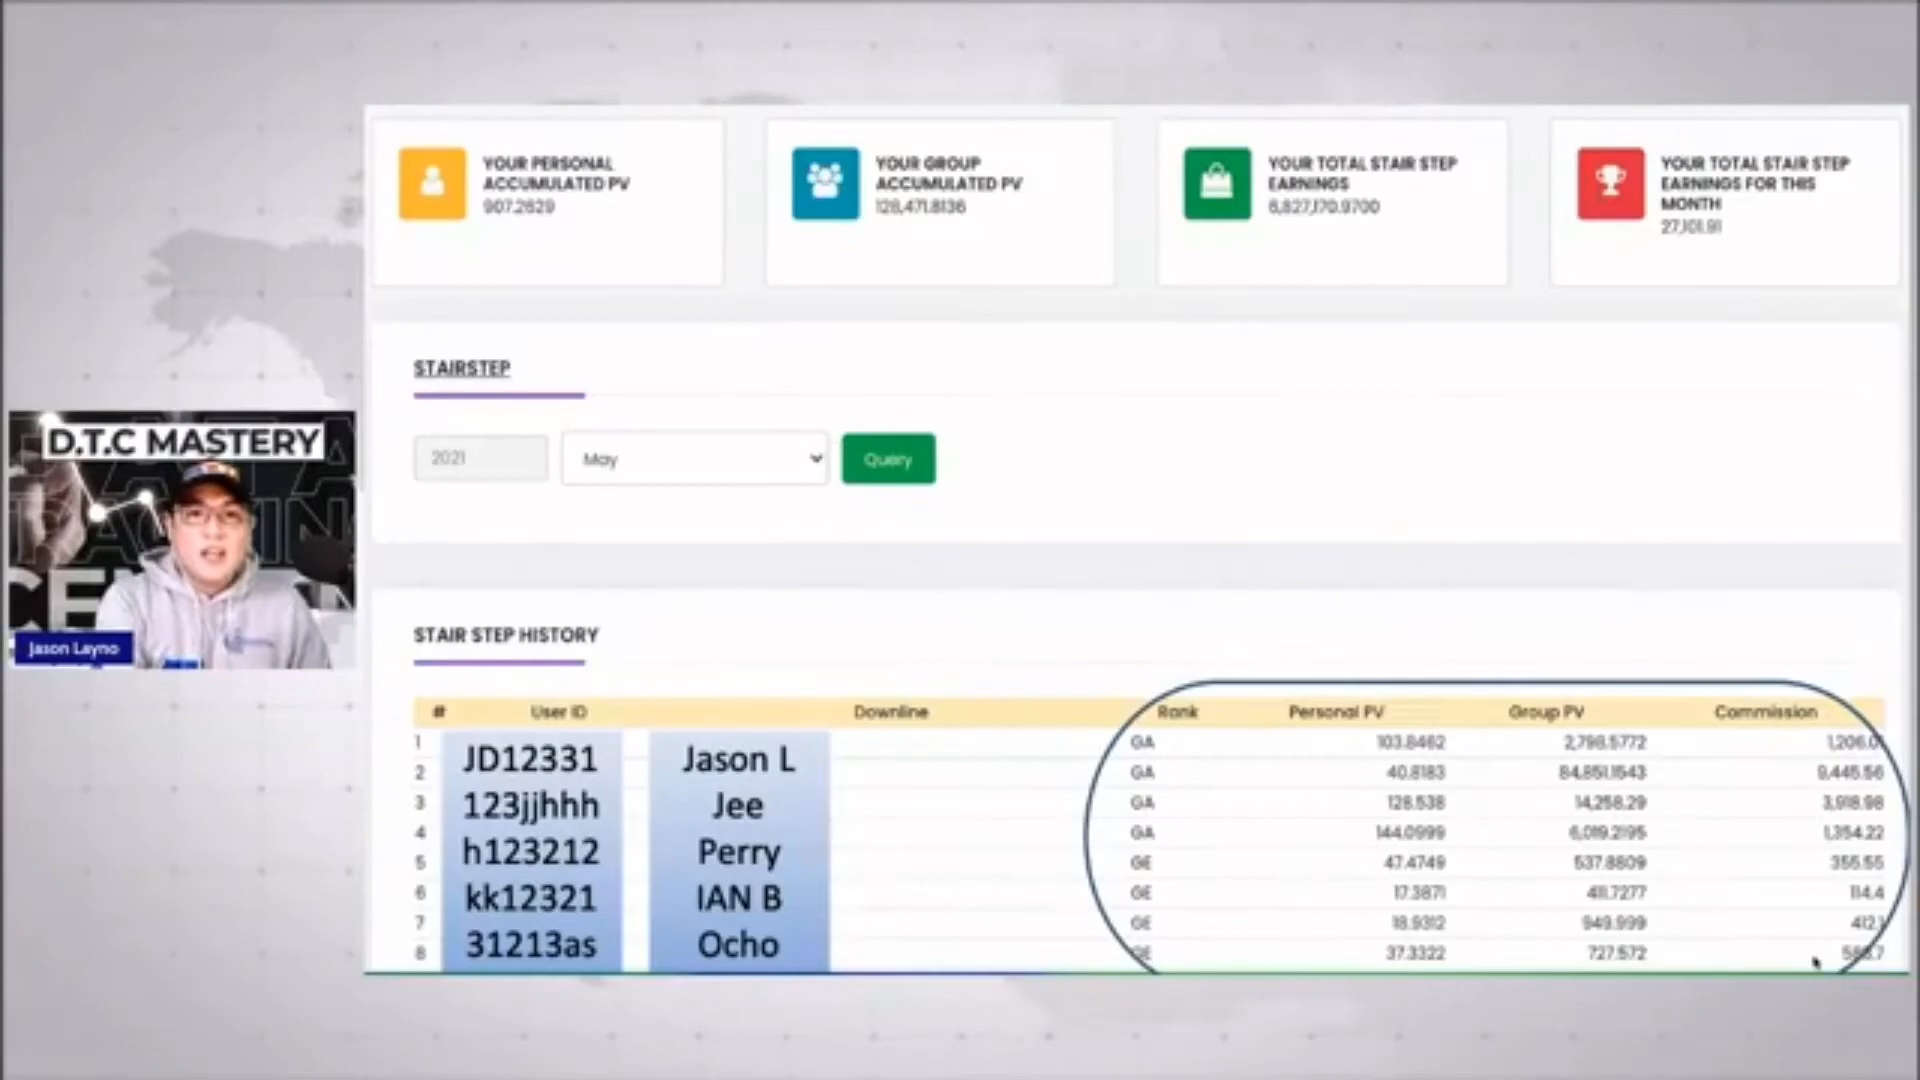 YOUR PERSONAL
ACCUMULATED PV
907.2629
YOUR GROUP
ACCUMULATED PV
128,471.8136
YOUR TOTAL STAIR STEP
EARNINGS
6,827,170.9700
YOUR TOTAL STAIR STEP
EARNINGS FOR THIS
MONTH
27,101.91
STAIRSTEP
2021 May Query
D.T.C MASTERY
Jason Layno
STAIR STEP HISTORY
# User ID Downline Rank Personal PV Group PV Commission
1 GA 103.8462 2,798.5772
2 GA 40.8183 84,851.1543 9,445.56
3 GA 128.538 14,258.29 3,918.98
4 GA 144.0999 6,019.2195 1,354.22
5 GE 47.4749 537.8809 355.55
6 GE 17.3871 411.7277 114.4
7 GE 18.9312 949.999
8 GE 37.3322 727.572
JD12331 Jason L
123jjhhh Jee
h123212 Perry
kk12321 IAN B
31213as Ocho